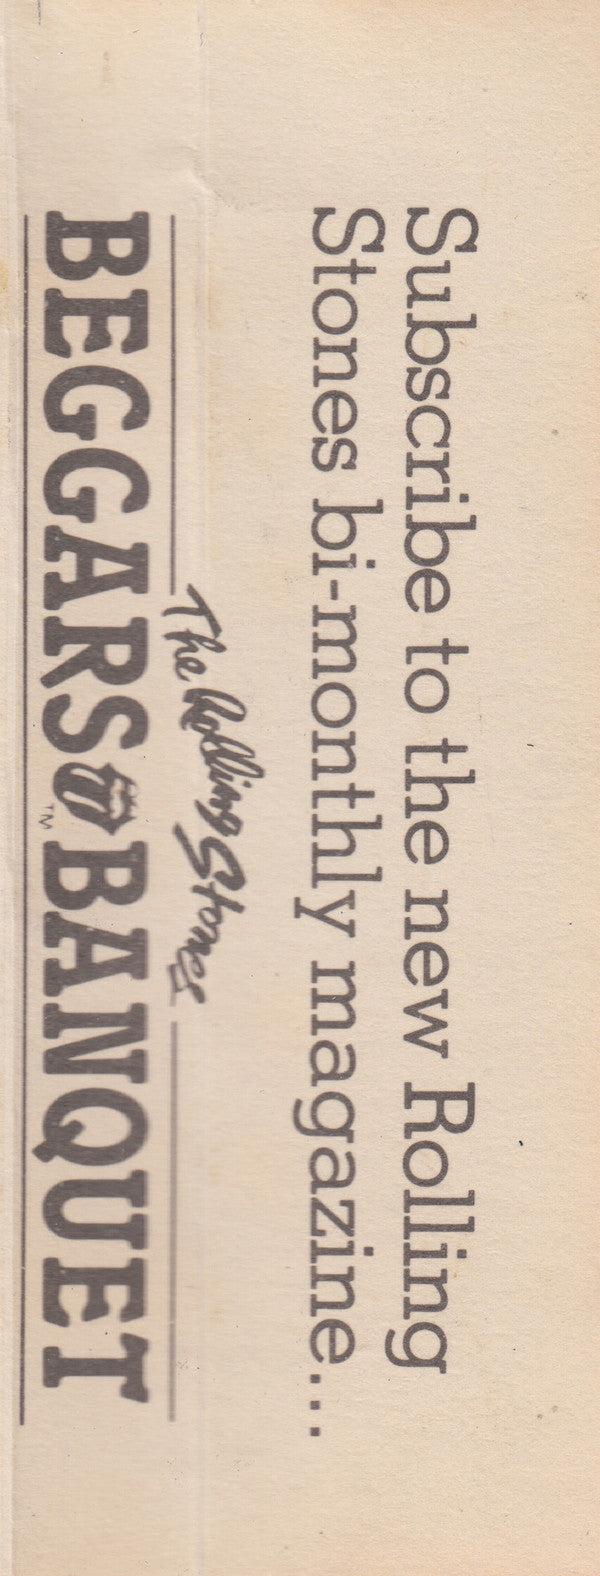 Subscribe to the new Rolling
Stones bi-monthly magazine...
The Rolling Stones
BEGGARS BANQUET
TM